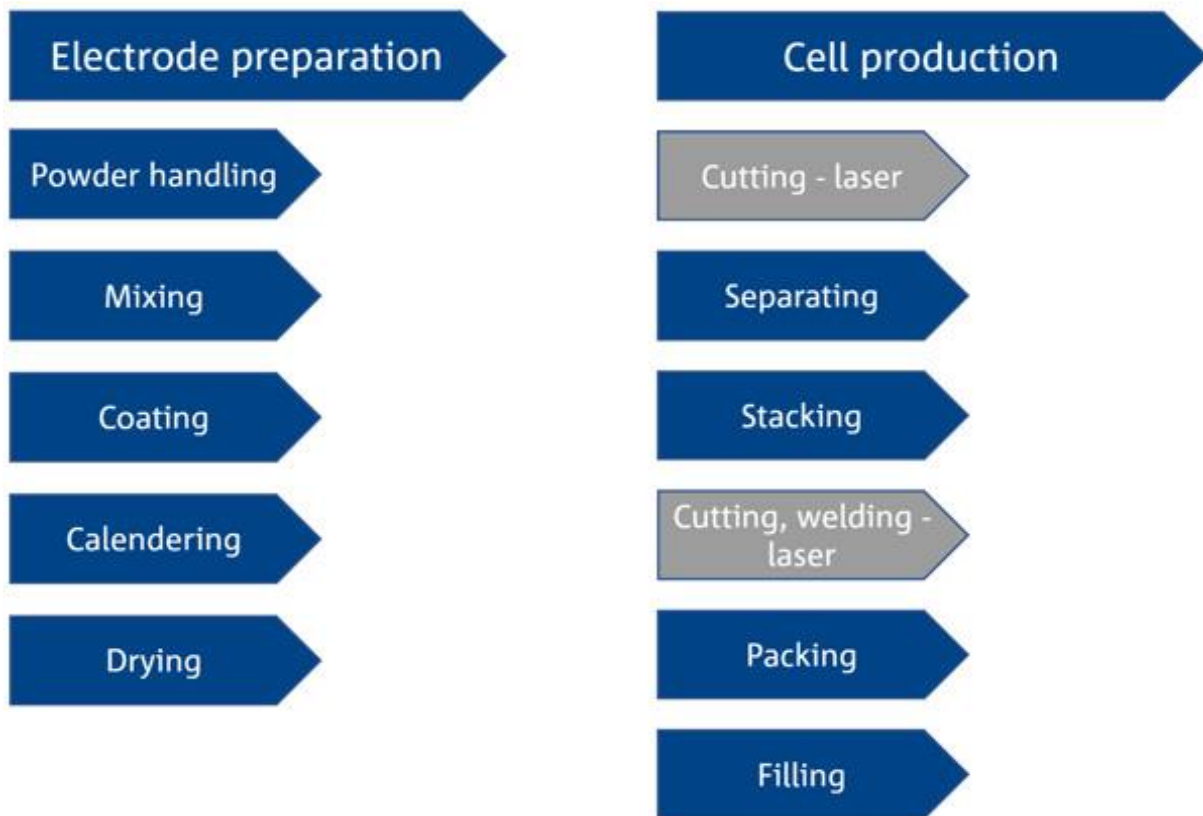 Electrode preparation
Powder handling
Mixing
Coating
Calendering
Drying
Cell production
Cutting - laser
Separating
Stacking
Cutting, welding -
laser
Packing
Filling